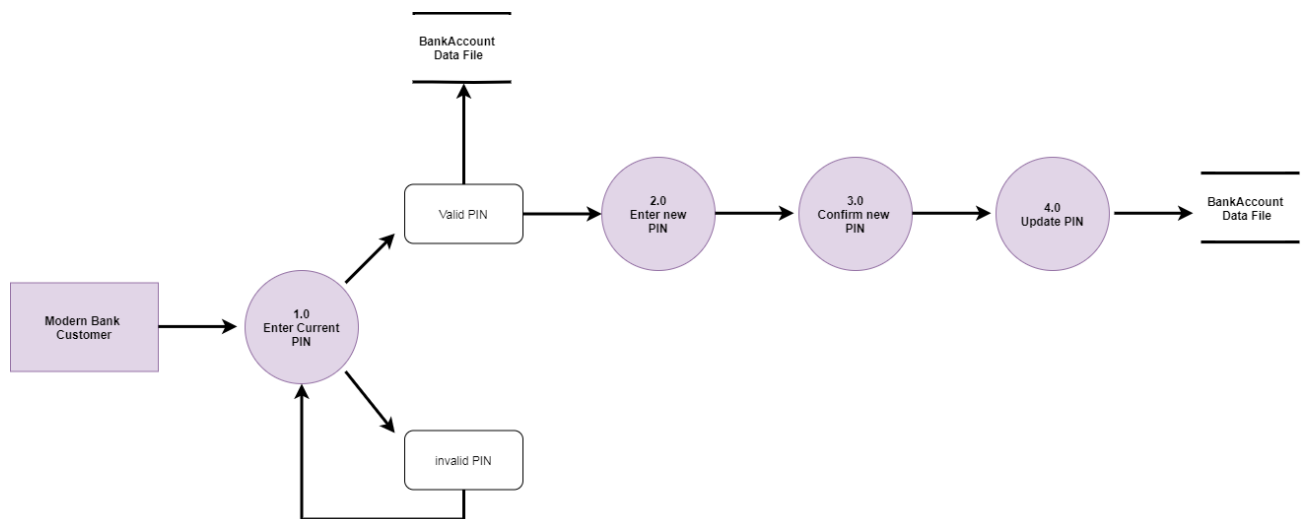 BankAccount
Data File
Valid PIN
2.0
Enter new
PIN
3.0
Confirm new
PIN
4.0
Update PIN
BankAccount
Data File
Modern Bank
Customer
1.0
Enter Current
PIN
invalid PIN